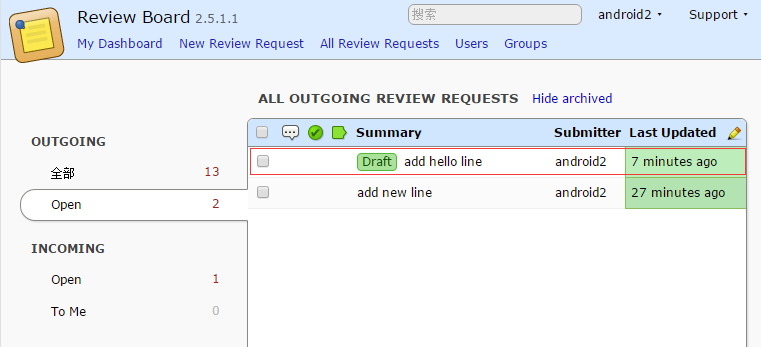 Review Board 2.5.1.1
搜索
android2
Support
My Dashboard New Review Request All Review Requests Users Groups
ALL OUTGOING REVIEW REQUESTS Hide archived
OUTGOING
全部 13
Open 2
INCOMING
Open 1
To Me 0
Summary Submitter Last Updated
Draft add hello line android2 7 minutes ago
add new line android2 27 minutes ago